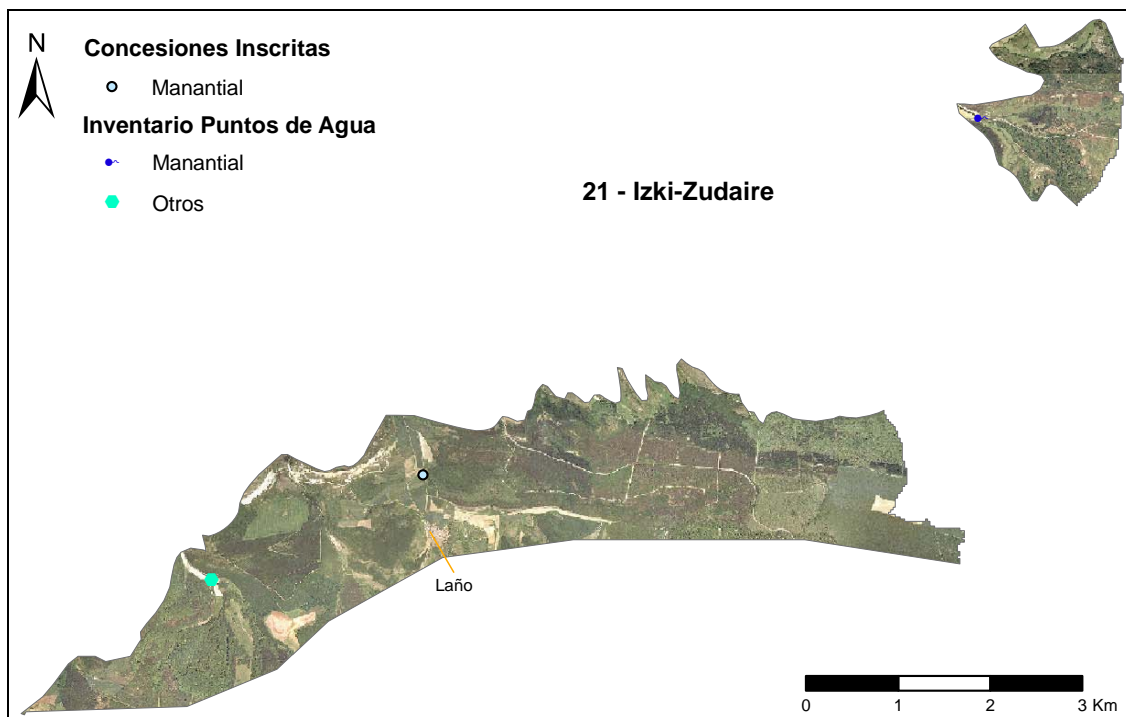 N
Concesiones Inscritas
Manantial
Inventario Puntos de Agua
Manantial
Otros
21 - Izki-Zudaire
Laño
0 1 2 3 Km